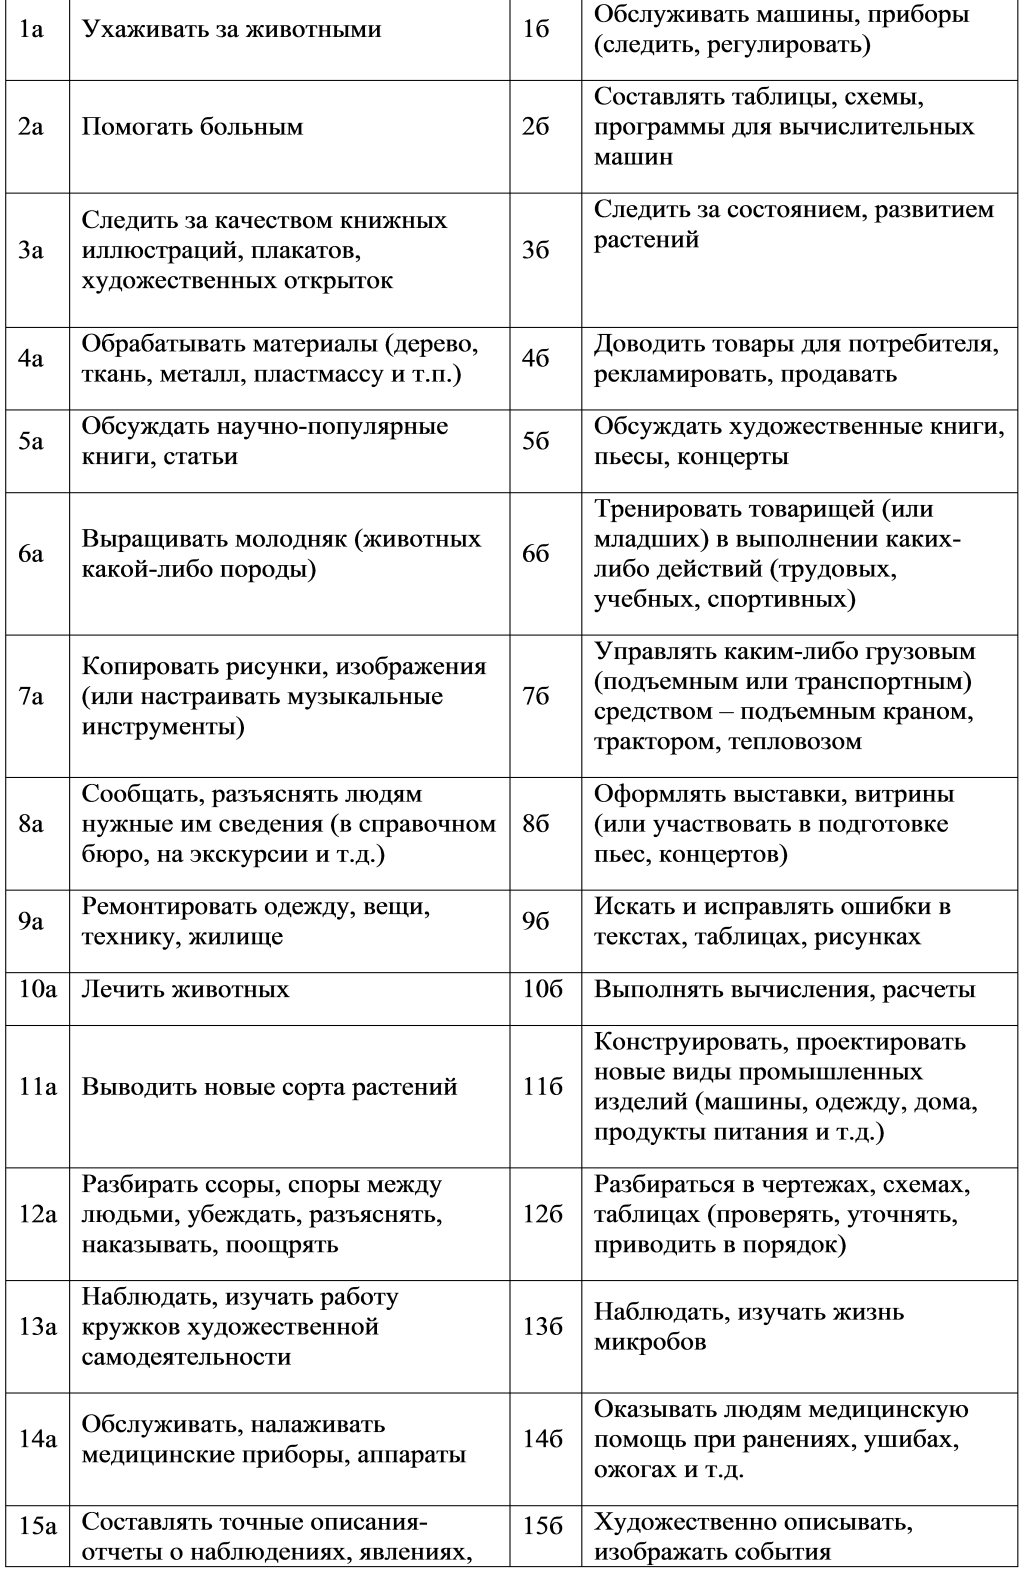 1а Ухаживать за животными 1б Обслуживать машины, приборы
(следить, регулировать)
2а Помогать больным 2б Составлять таблицы, схемы,
программы для вычислительных
машин
3а Следить за качеством книжных
иллюстраций, плакатов,
художественных открыток
3б Следить за состоянием, развитием
растений
4а Обрабатывать материалы (дерево,
ткань, металл, пластмассу и т.п.)
4б Доводить товары для потребителя,
рекламировать, продавать
5а Обсуждать научно-популярные
книги, статьи
5б Обсуждать художественные книги,
пьесы, концерты
6а Выращивать молодняк (животных
какой-либо породы)
6б Тренировать товарищей (или
младших) в выполнении каких-
либо действий (трудовых,
учебных, спортивных)
7а Копировать рисунки, изображения
(или настраивать музыкальные
инструменты)
7б Управлять каким-либо грузовым
(подъемным или транспортным)
средством – подъемным краном,
трактором, тепловозом
8а Сообщать, разъяснять людям
нужные им сведения (в справочном
бюро, на экскурсии и т.д.)
8б Оформлять выставки, витрины
(или участвовать в подготовке
пьес, концертов)
9а Ремонтировать одежду, вещи,
технику, жилище
9б Искать и исправлять ошибки в
текстах, таблицах, рисунках
10а Лечить животных 10б Выполнять вычисления, расчеты
11а Выводить новые сорта растений 11б Конструировать, проектировать
новые виды промышленных
изделий (машины, одежду, дома,
продукты питания и т.д.)
12а Разбирать ссоры, споры между
людьми, убеждать, разъяснять,
наказывать, поощрять
12б Разбираться в чертежах, схемах,
таблицах (проверять, уточнять,
приводить в порядок)
13а Наблюдать, изучать работу
кружков художественной
самодеятельности
13б Наблюдать, изучать жизнь
микробов
14а Обслуживать, налаживать
медицинские приборы, аппараты
14б Оказывать людям медицинскую
помощь при ранениях, ушибах,
ожогах и т.д.
15а Составлять точные описания-
отчеты о наблюдениях, явлениях,
15б Художественно описывать,
изображать события